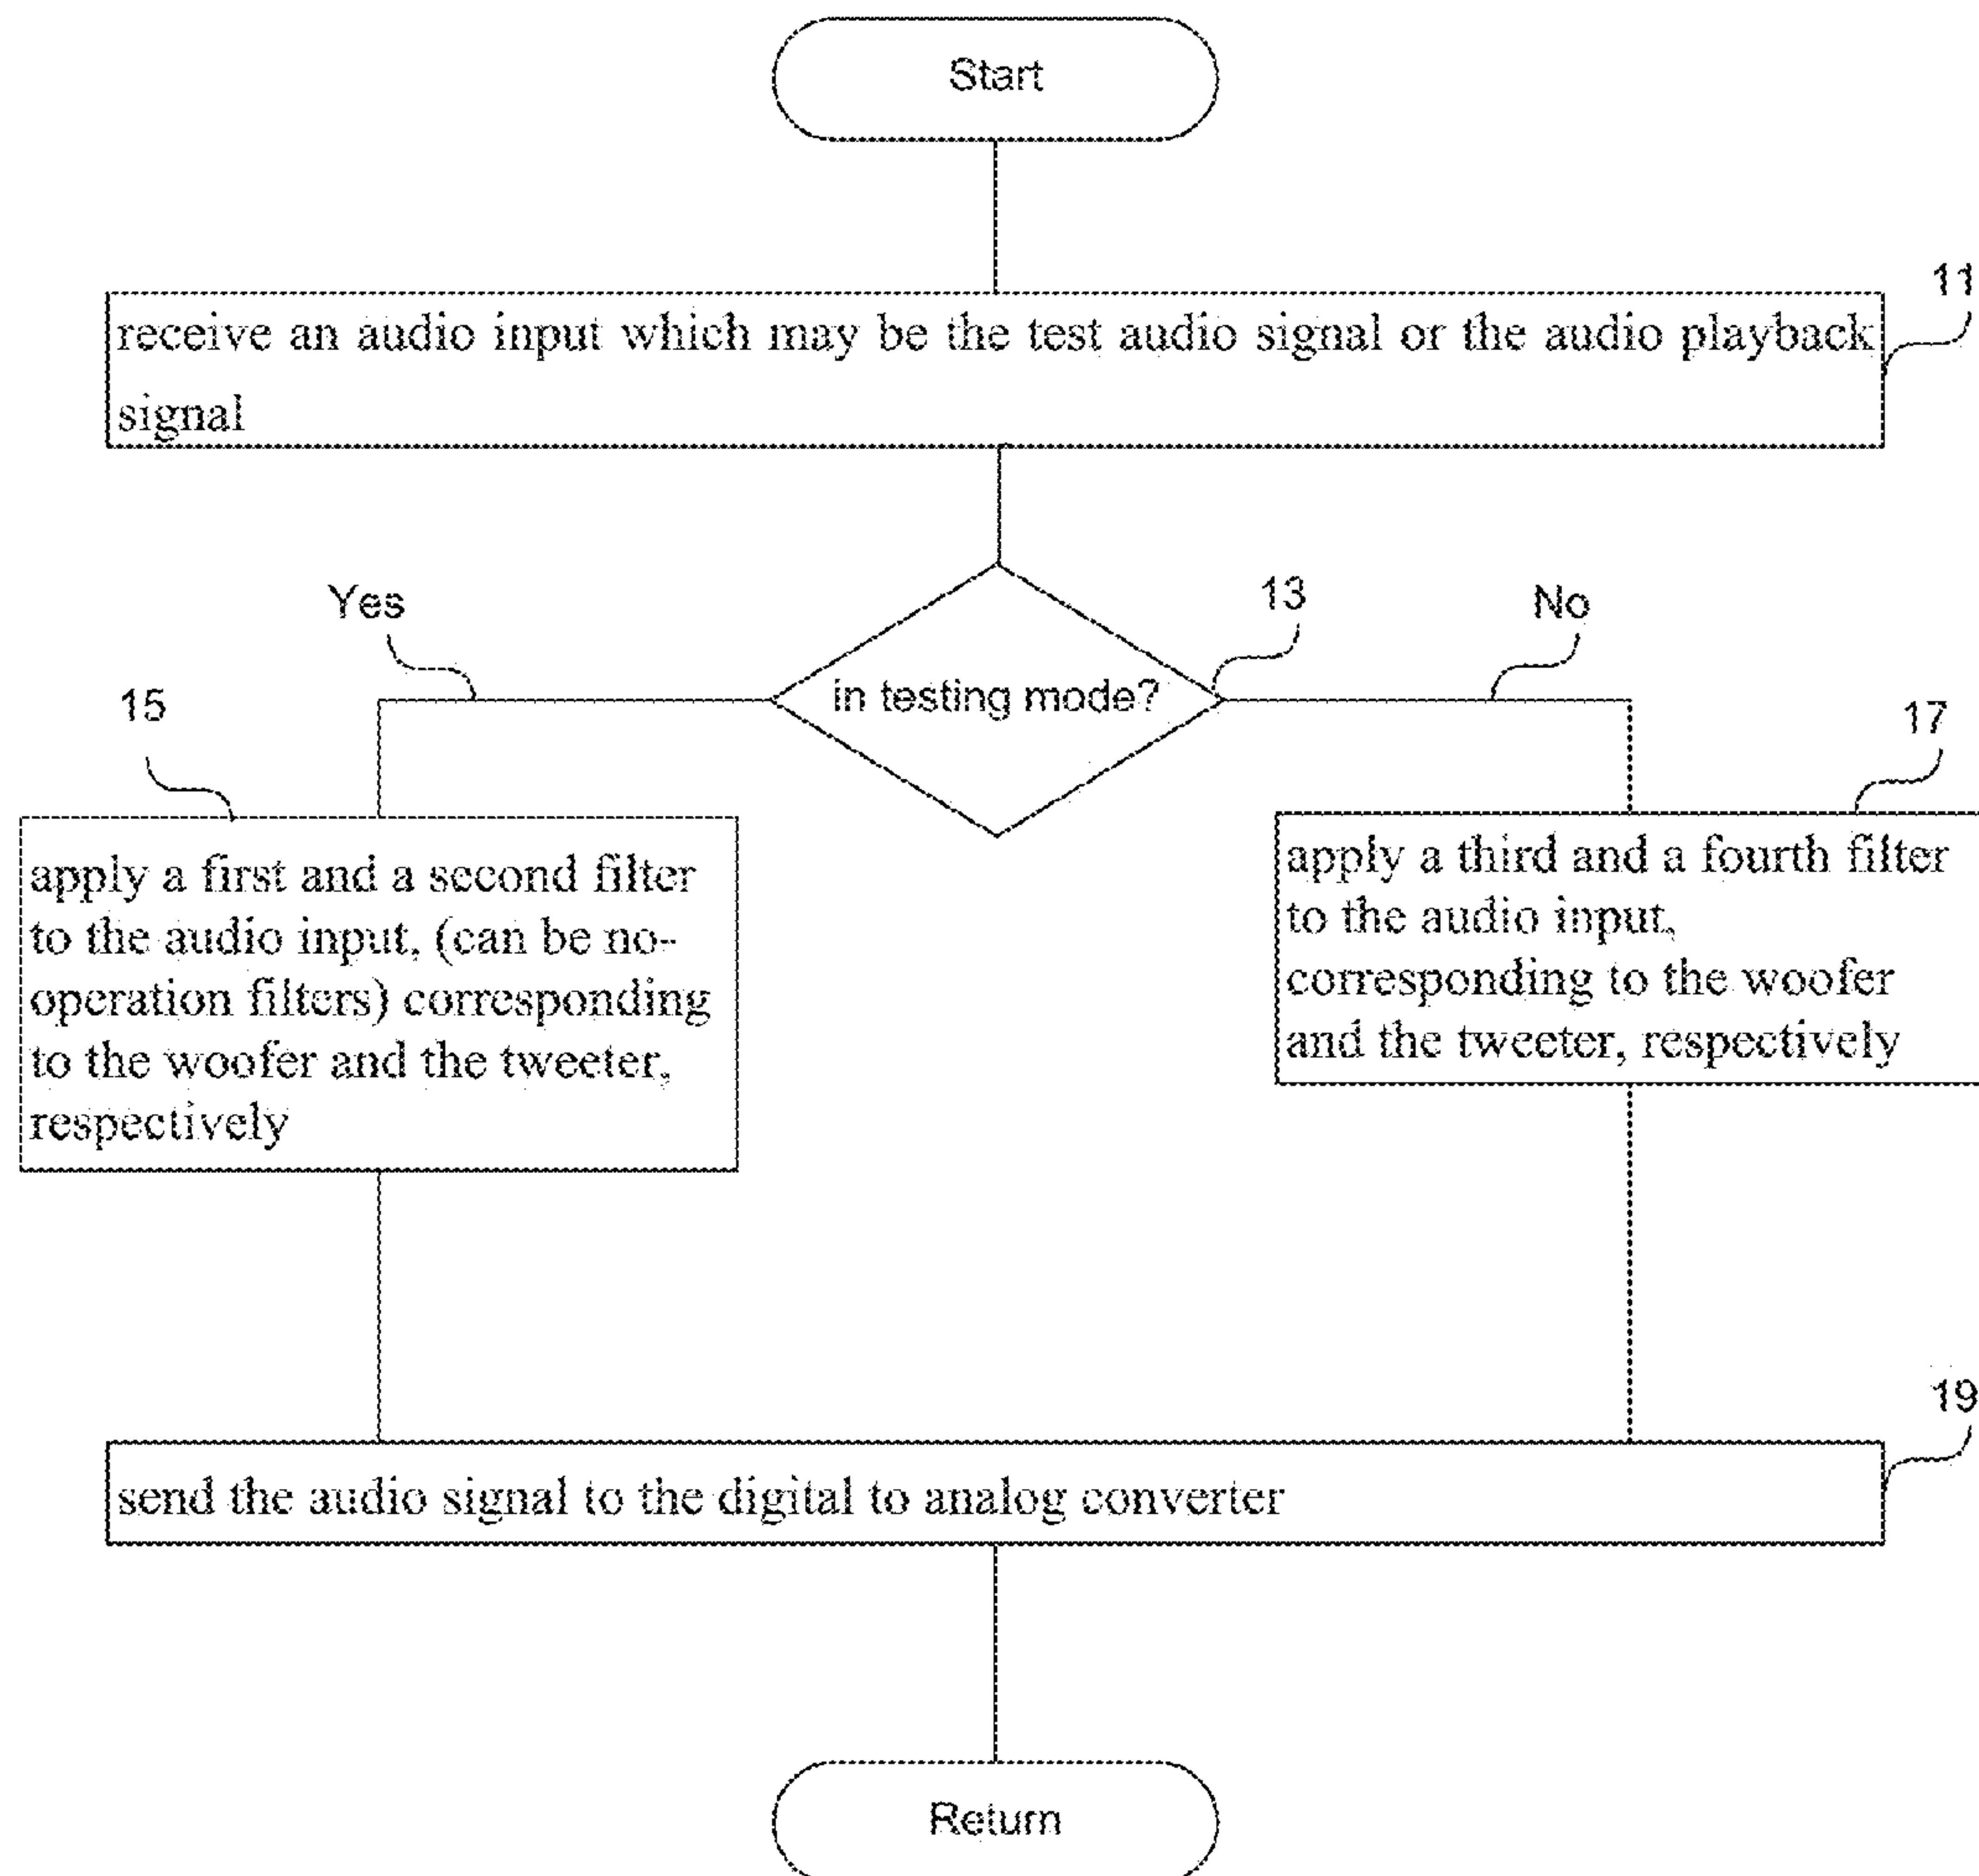 Start
11
receive an audio input which may be the test audio signal or the audio playback
signal
Yes
13
No
in testing mode?
15
17
apply a first and a second filter
to the audio input, (can be no-
operation filters) corresponding
to the woofer and the tweeter,
respectively
apply a third and a fourth filter
to the audio input,
corresponding to the woofer
and the tweeter, respectively
19
send the audio signal to the digital to analog converter
Return